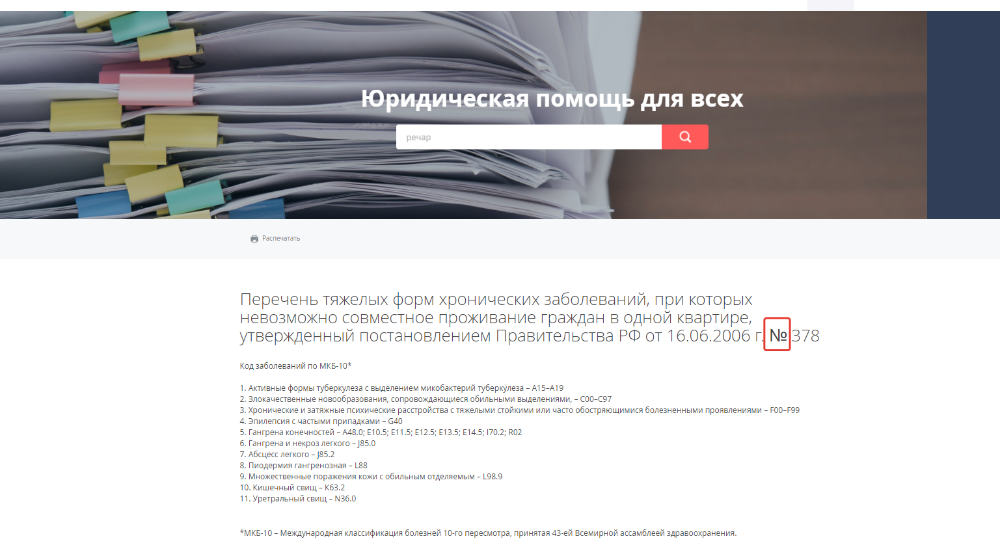 Юридическая помощь для всех
речар
Распечатать
Перечень тяжелых форм хронических заболеваний, при которых
невозможно совместное проживание граждан в одной квартире,
утвержденный постановлением Правительства РФ от 16.06.2006 г. № 378
Код заболеваний по МКБ-10*
1. Активные формы туберкулеза с выделением микобактерий туберкулеза – A15–A19
2. Злокачественные новообразования, сопровождающиеся обильными выделениями, – C00–C97
3. Хронические и затяжные психические расстройства с тяжелыми стойкими или часто обостряющимися болезненными проявлениями – F00–F99
4. Эпилепсия с частыми припадками – G40
5. Гангрена конечностей – A48.0; E10.5; E11.5; E12.5; E13.5; E14.5; I70.2; R02
6. Гангрена и некроз легкого – J85.0
7. Абсцесс легкого – J85.2
8. Пиодермия гангренозная – L88
9. Множественные поражения кожи с обильным отделяемым – L98.9
10. Кишечный свищ – K63.2
11. Уретральный свищ – N36.0
*МКБ-10 – Международная классификация болезней 10-го пересмотра, принятая 43-ей Всемирной ассамблеей здравоохранения.